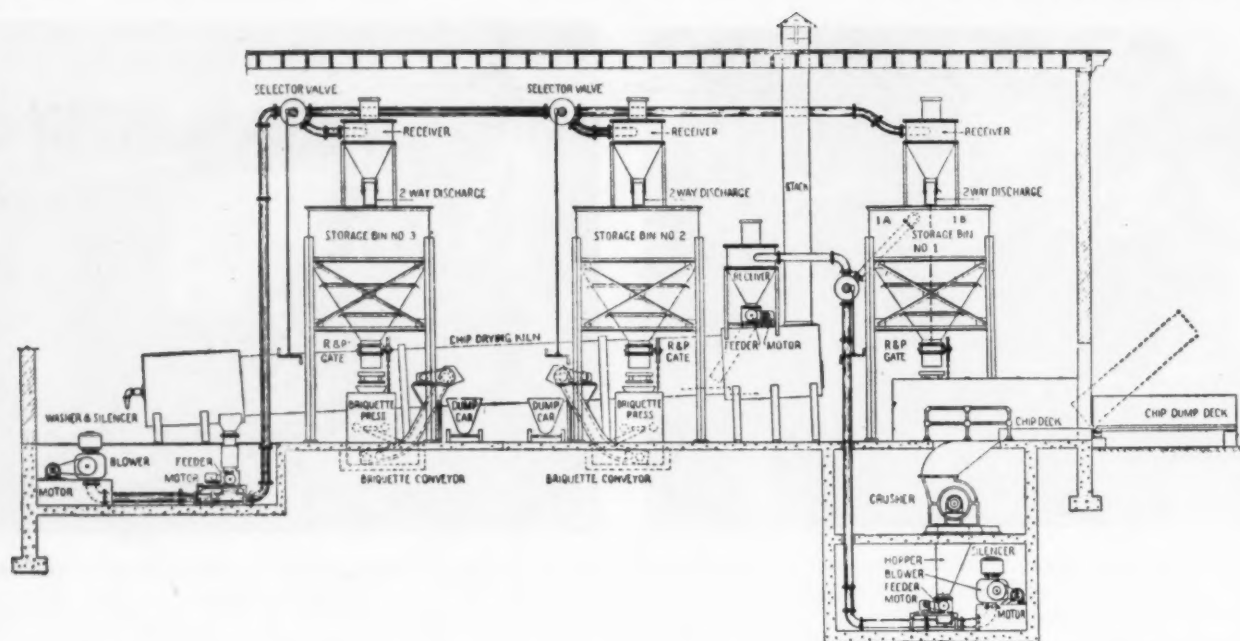 SELECTOR VALVE
SELECTOR VALVE
RECEIVER
RECEIVER
RECEIVER
2 WAY DISCHARGE
2 WAY DISCHARGE
2 WAY DISCHARGE
STACK
1A
1B
STORAGE BIN NO 3
STORAGE BIN NO 2
STORAGE BIN
NO 1
RECEIVER
CHIP DRYING KILN
R & P
GATE
R & P
GATE
FEEDER MOTOR
R & P
GATE
BRIQUETTE
PRESS
DUMP
CAR
DUMP
CAR
BRIQUETTE
PRESS
WASHER & SILENCER
CHIP DECK
CHIP DUMP DECK
BLOWER
FEEDER
MOTOR
MOTOR
BRIQUETTE CONVEYOR
BRIQUETTE CONVEYOR
CRUSHER
SILENCER
HOPPER
BLOWER
FEEDER
MOTOR
MOTOR